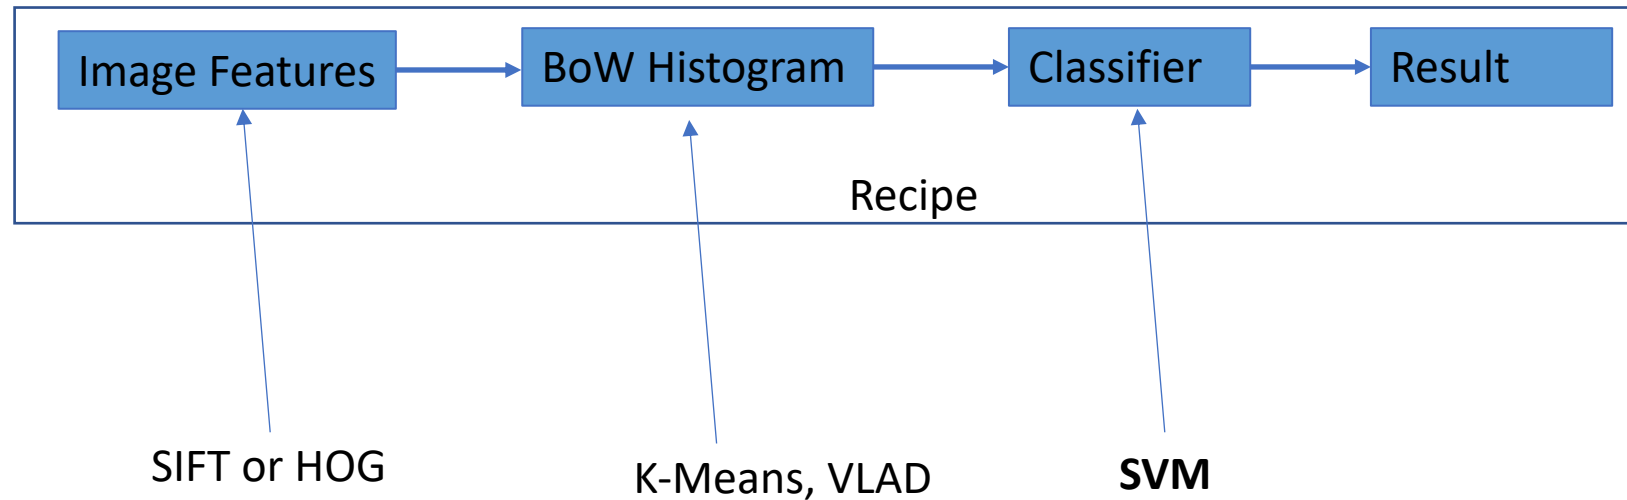 Image Features
BoW Histogram
Classifier
Result
Recipe
SIFT or HOG
K-Means, VLAD
SVM